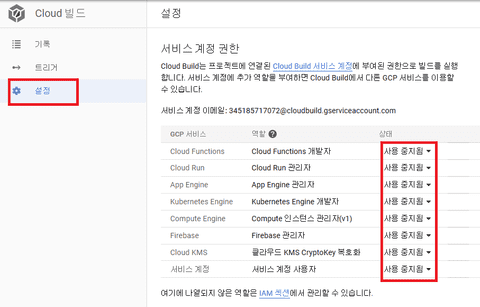 Cloud 빌드
설정
기록
트리거
설정
서비스 계정 권한
Cloud Build는 프로젝트에 연결된 Cloud Build 서비스 계정에 부여된 권한으로 빌드를 실행
합니다. 서비스 계정에 추가 역할을 부여하면 Cloud Build에서 다른 GCP 서비스를 이용할
수 있습니다.
서비스 계정 이메일: 345185717072@cloudbuild.gserviceaccount.com
GCP 서비스 역할 상태
Cloud Functions Cloud Functions 개발자 사용 중지됨
Cloud Run Cloud Run 관리자 사용 중지됨
App Engine App Engine 관리자 사용 중지됨
Kubernetes Engine Kubernetes Engine 개발자 사용 중지됨
Compute Engine Compute 인스턴스 관리자(v1) 사용 중지됨
Firebase Firebase 관리자 사용 중지됨
Cloud KMS 클라우드 KMS CryptoKey 복호화 사용 중지됨
서비스 계정 서비스 계정 사용자 사용 중지됨
여기에 나열되지 않은 역할은 IAM 섹션에서 관리할 수 있습니다.